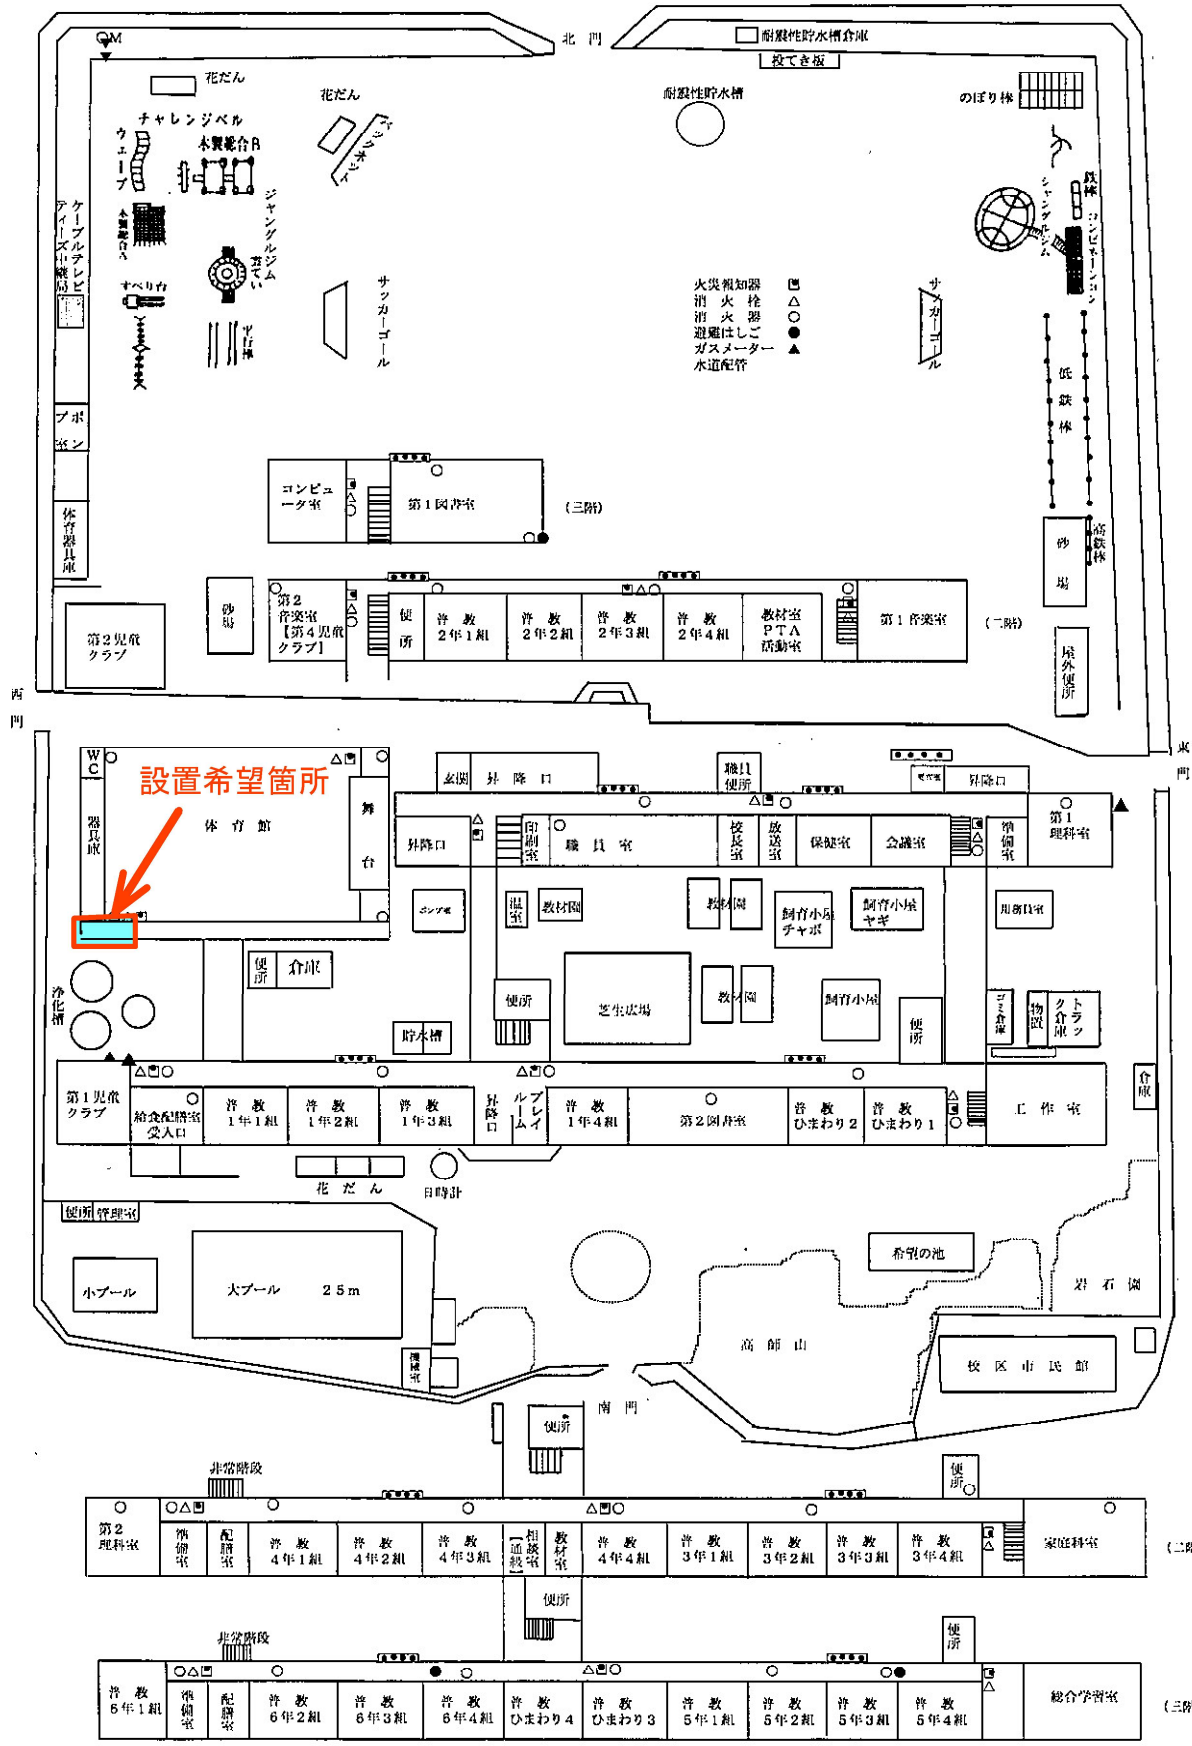 北門
耐震性貯水槽倉庫
投てき板
M
花だん
花だん
バックネット
耐震性貯水槽
のぼり棒
チャレンジベル
ウェーブ
木製総合B
ジャングルジム
木製総合A
すべり台
平行棒
ケーブルテレビ
ティーズ中継局
サッカーゴール
火災報知器
消火栓
消火器
避難はしご
ガスメーター
水道配管
サッカーゴール
鉄棒
ジャングルジム
コンビネーション
低鉄棒
高鉄棒
砂場
屋外便所
ポンプ室
体育器具庫
コンピュ
ータ室
第1図書室
(三階)
第2児童
クラブ
砂場
第2
音楽室
【第4児童
クラブ】
便所
普教
2年1組
普教
2年2組
普教
2年3組
普教
2年4組
教材室
PTA
活動室
第1音楽室
(二階)
西門
東門
WC
器具庫
設置希望箇所
体育館
舞台
玄関
昇降口
職員
便所
昇降口
昇降口
印刷室
職員室
校長室
放送室
保健室
会議室
準備室
第1
理科室
ポンプ室
温室
教材園
教材園
飼育小屋
チャボ
飼育小屋
ヤギ
用務員室
浄化槽
便所
倉庫
貯水槽
便所
芝生広場
教材園
飼育小屋
便所
ゴミ倉庫
物置
トラック倉庫
倉庫
第1児童
クラブ
給食配膳室
受入口
普教
1年1組
普教
1年2組
普教
1年3組
昇降口
プレイルーム
普教
1年4組
第2図書室
普教
ひまわり2
普教
ひまわり1
工作室
花だん
日時計
便所
管理室
小プール
大プール 25m
機械室
希望の池
岩石園
高師山
校区市民館
南門
便所
非常階段
便所
第2
理科室
準備室
配膳室
普教
4年1組
普教
4年2組
普教
4年3組
相談室
【通級】
教材室
普教
4年4組
普教
3年1組
普教
3年2組
普教
3年3組
普教
3年4組
家庭科室
(二階
便所
非常階段
便所
普教
6年1組
準備室
配膳室
普教
6年2組
普教
6年3組
普教
6年4組
普教
ひまわり4
普教
ひまわり3
普教
5年1組
普教
5年2組
普教
5年3組
普教
5年4組
総合学習室
(三階